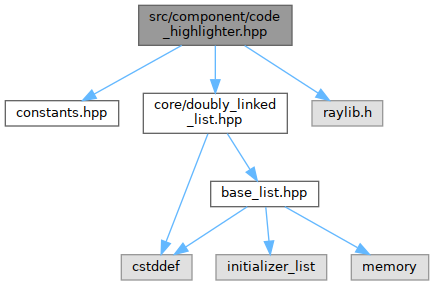 src/component/code
_highlighter.hpp
constants.hpp
core/doubly_linked
_list.hpp
raylib.h
base_list.hpp
cstddef
initializer_list
memory